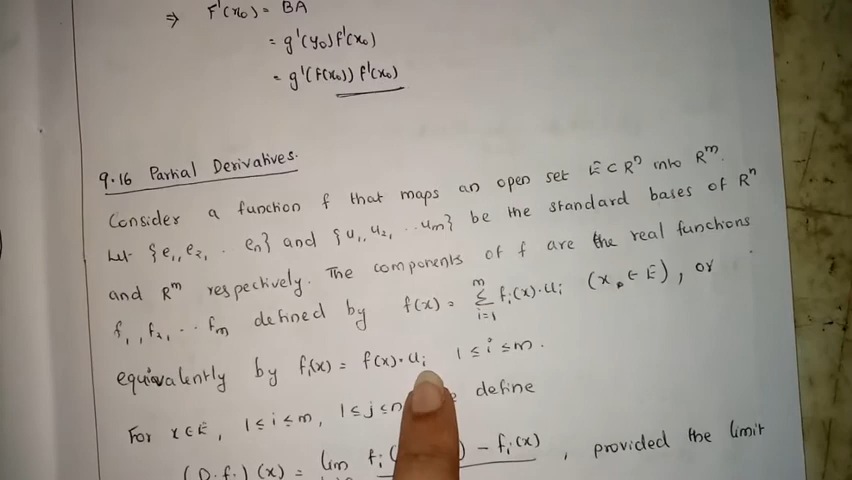 ⇒ F'(x₀) = BA
= g'(y₀) f'(x₀)
= g'(f(x₀)) f'(x₀)
9.16 Partial Derivatives.
Consider a function f that maps an open set E ⊂ Rⁿ into Rᵐ.
Let {e₁, e₂, .. eₙ} and {u₁, u₂, .. uₘ} be the standard bases of Rⁿ
and Rᵐ respectively. The components of f are the real functions
f₁, f₂, .. fₘ defined by f(x) = Σᵢ₌₁ᵐ fᵢ(x)·uᵢ (x ∈ E), or
equivalently by fᵢ(x) = f(x)·uᵢ 1 ≤ i ≤ m.
For x ∈ E, 1 ≤ i ≤ m, 1 ≤ j ≤ n define
(x) = lim fᵢ( ) - fᵢ(x) , provided the limit